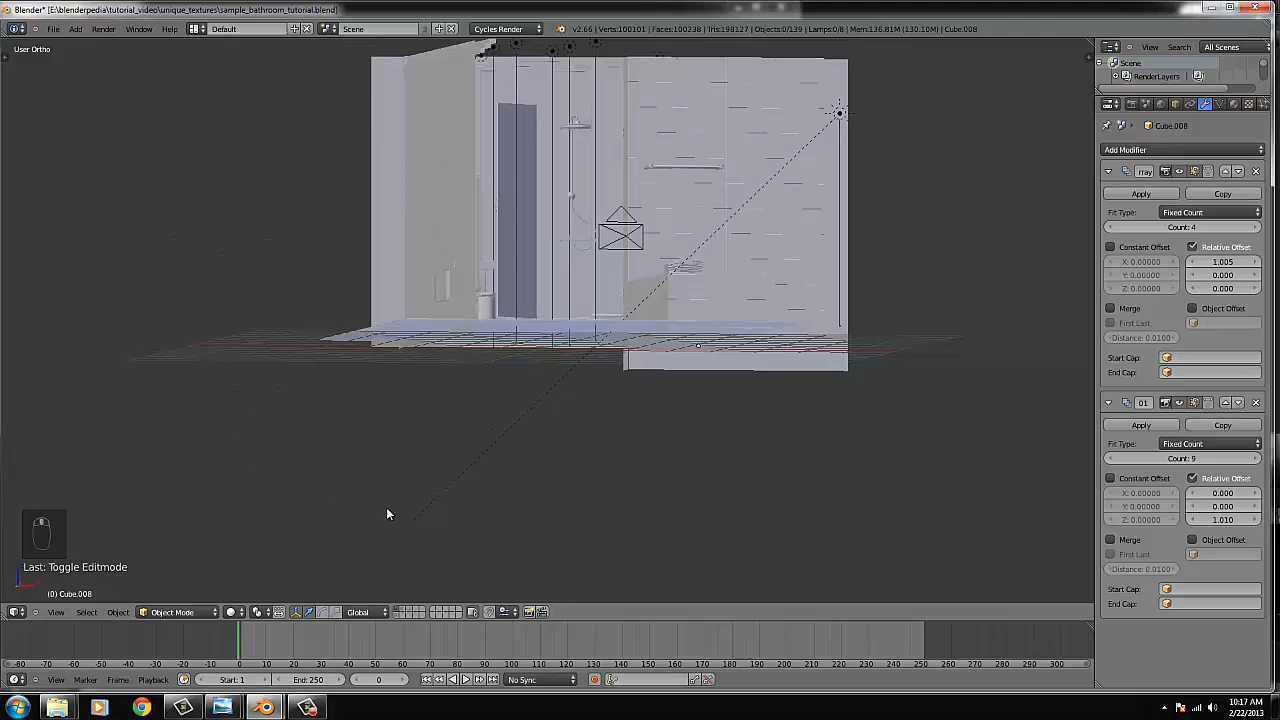 Blender* [E:\blenderpedia\tutorial_video\unique_textures\sample_bathroom_tutorial.blend]
File Add Render Window Help Default Scene Cycles Render v2.66 | Verts:100101 | Faces:100238 | Tris:198127 | Objects:0/139 | Lamps:0/8 | Mem:136.81M (130.10M) | Cube.008
View Search All Scenes
User Ortho
Scene
RenderLayers
Cube.008
Add Modifier
rray
Apply Copy
Fit Type: Fixed Count
Count: 4
Constant Offset Relative Offset
X: 0.00000 1.005
Y: 0.00000 0.000
Z: 0.00000 0.000
Merge Object Offset
First Last
Distance: 0.0100
Start Cap:
End Cap:
01
Apply Copy
Fit Type: Fixed Count
Count: 9
Constant Offset Relative Offset
X: 0.00000 0.000
Y: 0.00000 0.000
Z: 0.00000 1.010
Merge Object Offset
First Last
Distance: 0.0100
Start Cap:
End Cap:
Last: Toggle Editmode
(0) Cube.008
View Select Object Object Mode Global
-80 -70 -60 -50 -40 -30 -20 -10 0 10 20 30 40 50 60 70 80 90 100 110 120 130 140 150 160 170 180 190 200 210 220 230 240 250 260 270 280 290 300
View Marker Frame Playback Start: 1 End: 250 0 No Sync
10:17 AM
2/22/2013